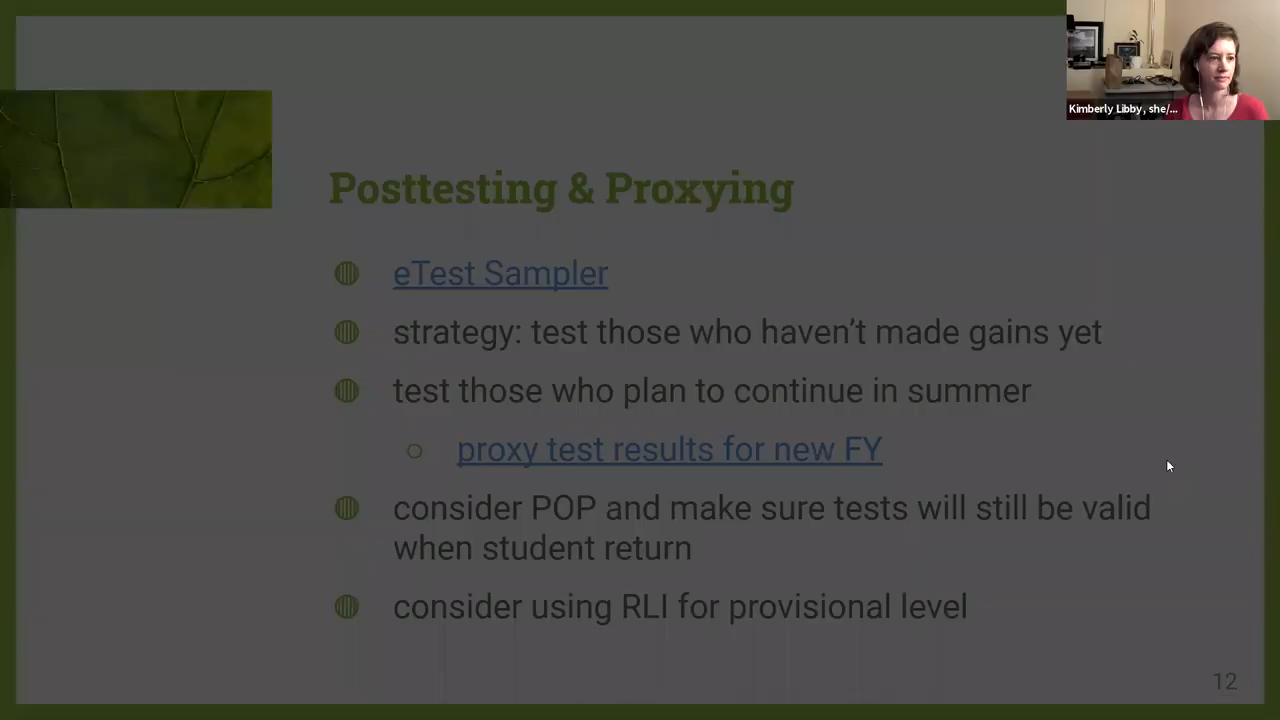 Kimberly Libby, she/...
Posttesting & Proxying
eTest Sampler
strategy: test those who haven’t made gains yet
test those who plan to continue in summer
proxy test results for new FY
consider POP and make sure tests will still be valid
when student return
consider using RLI for provisional level
12